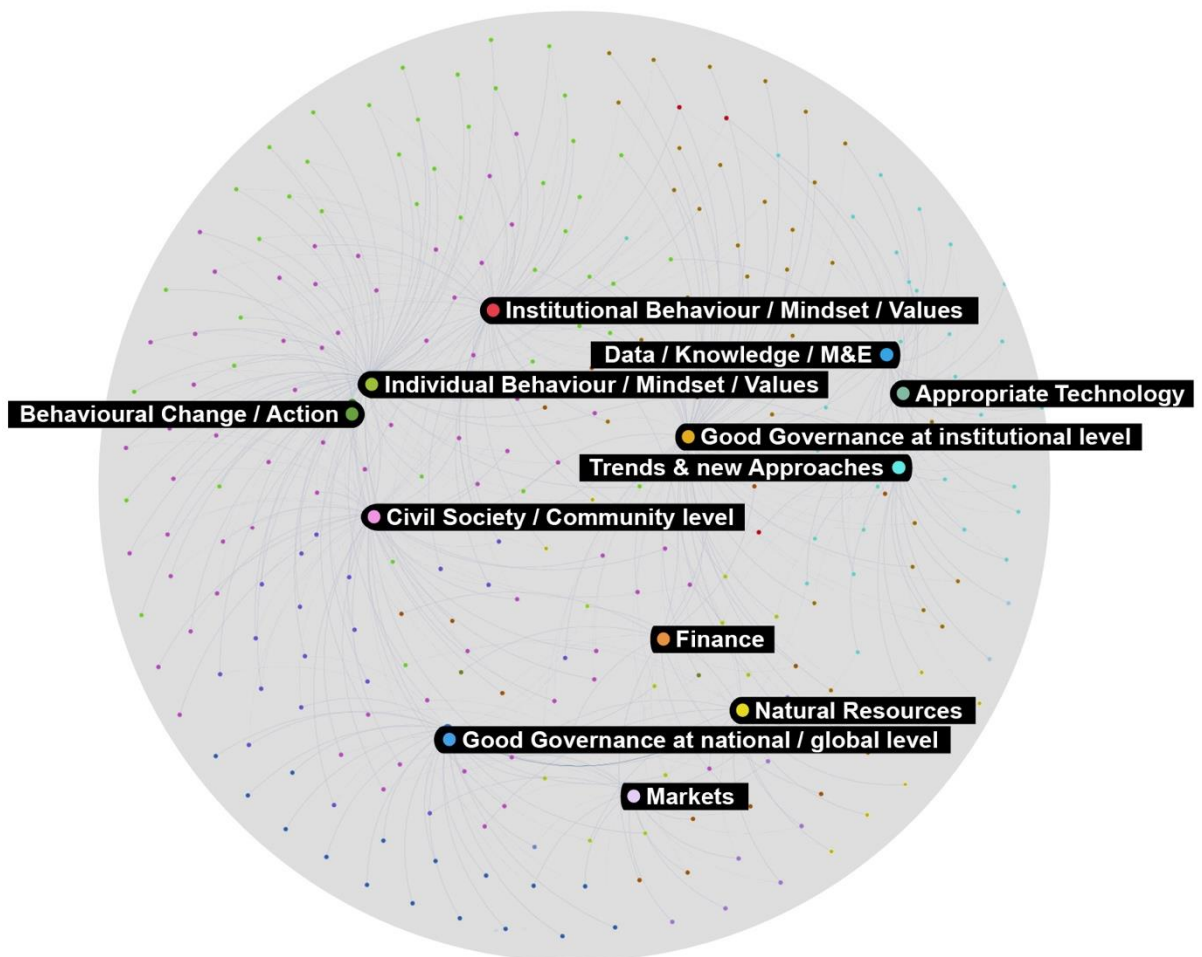 Institutional Behaviour / Mindset / Values
Data / Knowledge / M&E
Individual Behaviour / Mindset / Values
Appropriate Technology
Behavioural Change / Action
Good Governance at institutional level
Trends & new Approaches
Civil Society / Community level
Finance
Natural Resources
Good Governance at national / global level
Markets